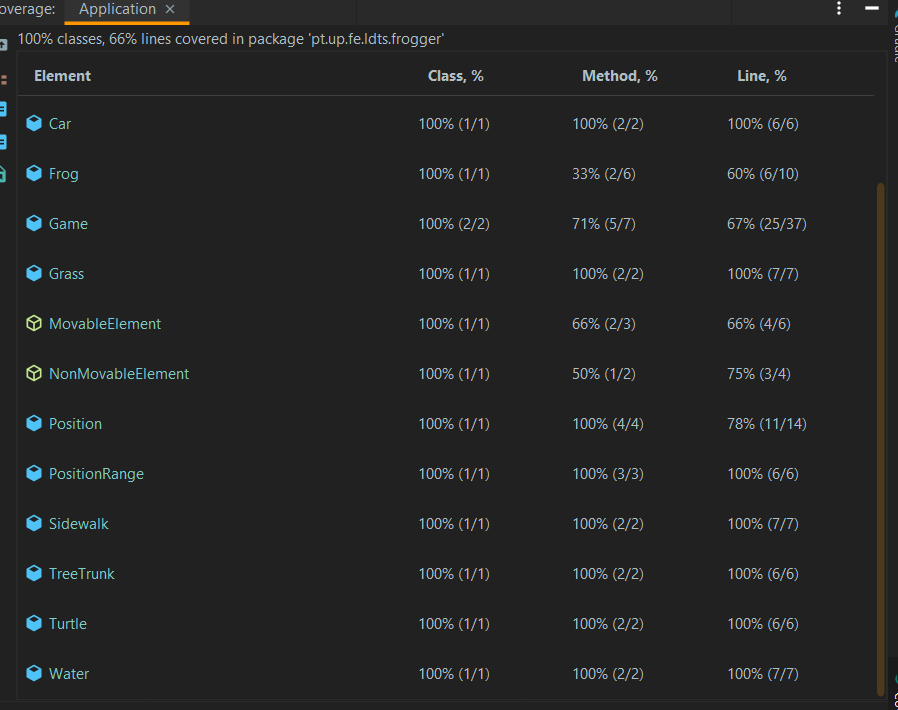 overage: Application ×
100% classes, 66% lines covered in package 'pt.up.fe.ldts.frogger'
Element Class, % Method, % Line, %
Car 100% (1/1) 100% (2/2) 100% (6/6)
Frog 100% (1/1) 33% (2/6) 60% (6/10)
Game 100% (2/2) 71% (5/7) 67% (25/37)
Grass 100% (1/1) 100% (2/2) 100% (7/7)
MovableElement 100% (1/1) 66% (2/3) 66% (4/6)
NonMovableElement 100% (1/1) 50% (1/2) 75% (3/4)
Position 100% (1/1) 100% (4/4) 78% (11/14)
PositionRange 100% (1/1) 100% (3/3) 100% (6/6)
Sidewalk 100% (1/1) 100% (2/2) 100% (7/7)
TreeTrunk 100% (1/1) 100% (2/2) 100% (6/6)
Turtle 100% (1/1) 100% (2/2) 100% (6/6)
Water 100% (1/1) 100% (2/2) 100% (7/7)